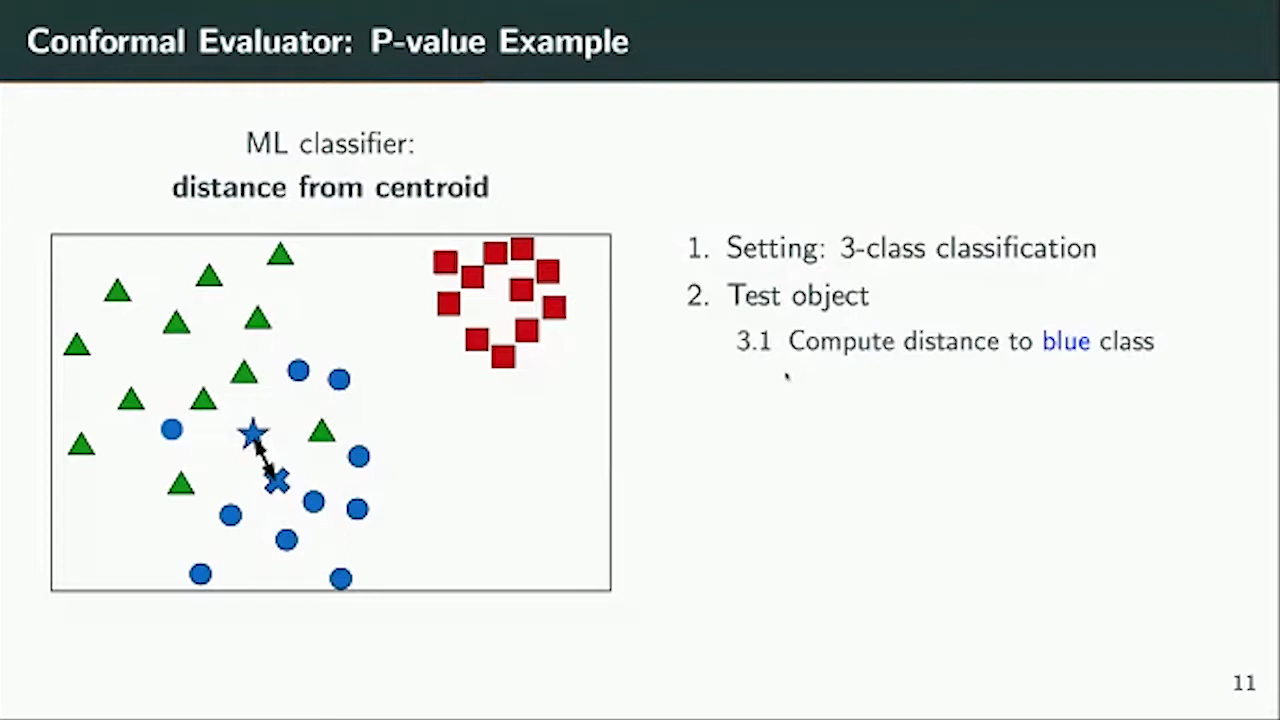 Conformal Evaluator: P-value Example
ML classifier:
distance from centroid
1. Setting: 3-class classification
2. Test object
3.1 Compute distance to blue class
11